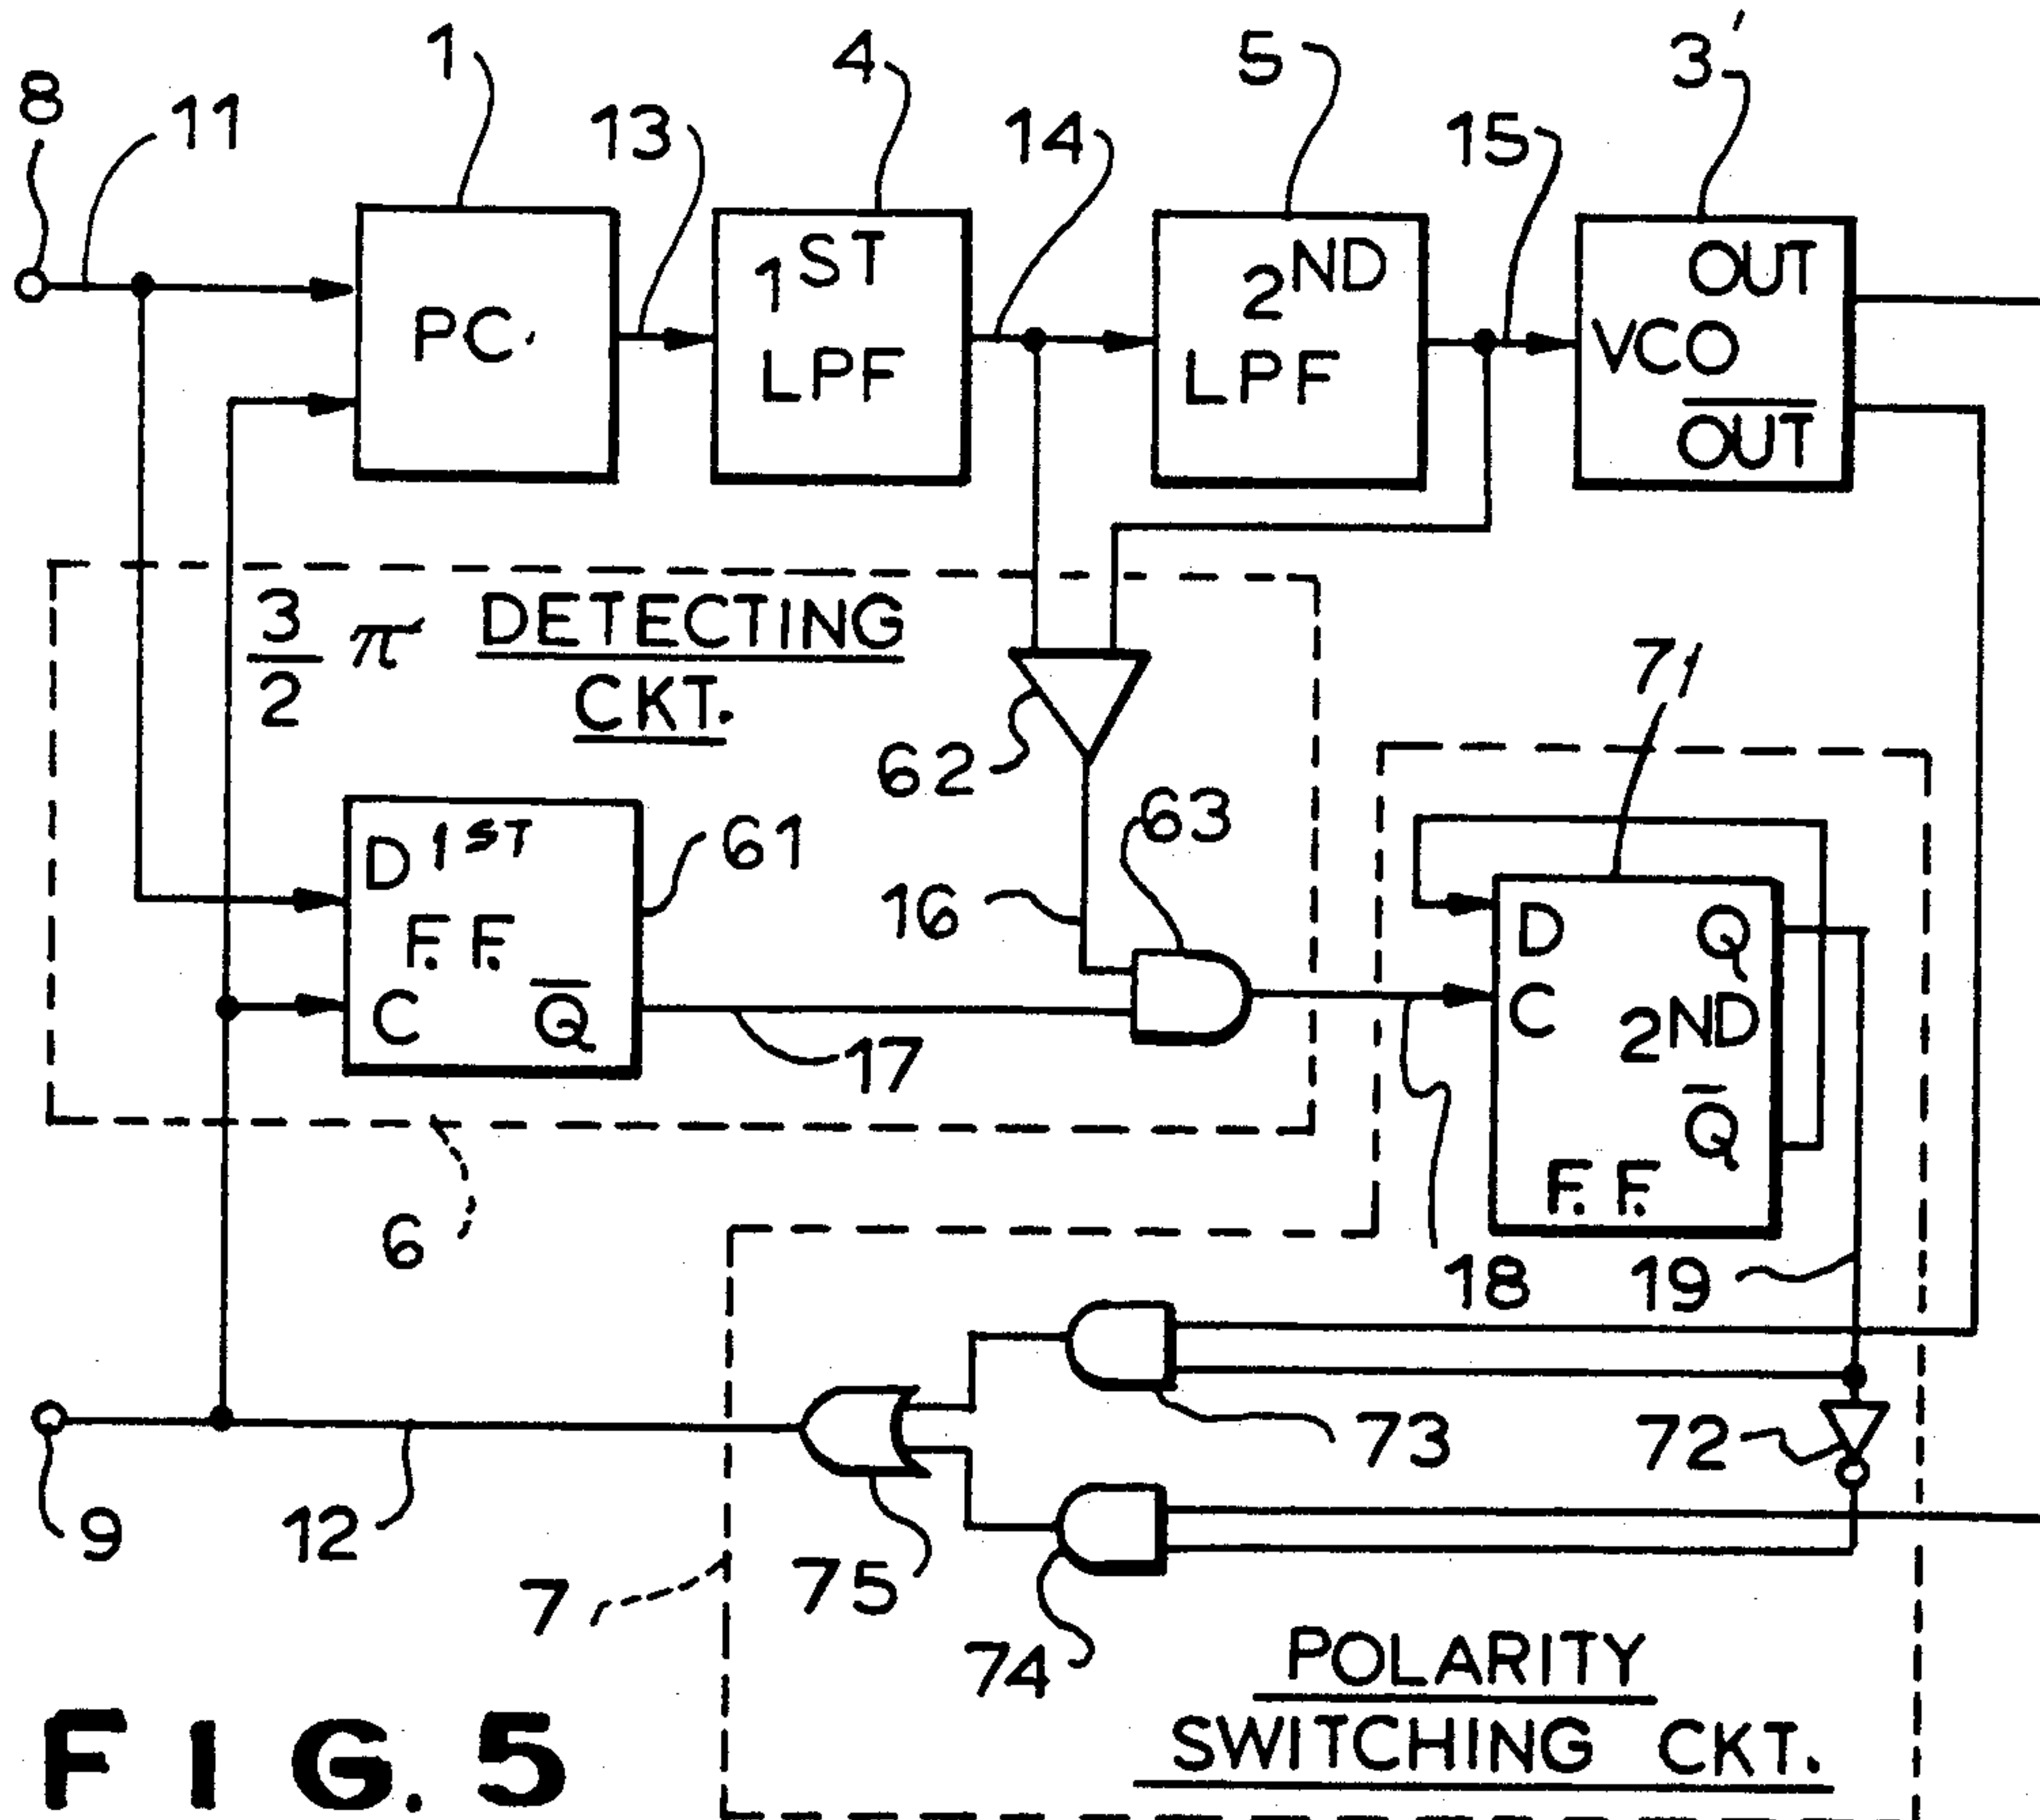 8
11
1
13
4
14
5
15
3'
PC.
1ST
LPF
2ND
LPF
OUT
VCO
OUT
3/2 π DETECTING
CKT.
62
63
71
D 1ST
F.F.
C Q
61
16
17
D Q
C 2ND
Q
F.F.
6
18
19
9
12
7
75
73
72
74
POLARITY
SWITCHING CKT.
FIG. 5